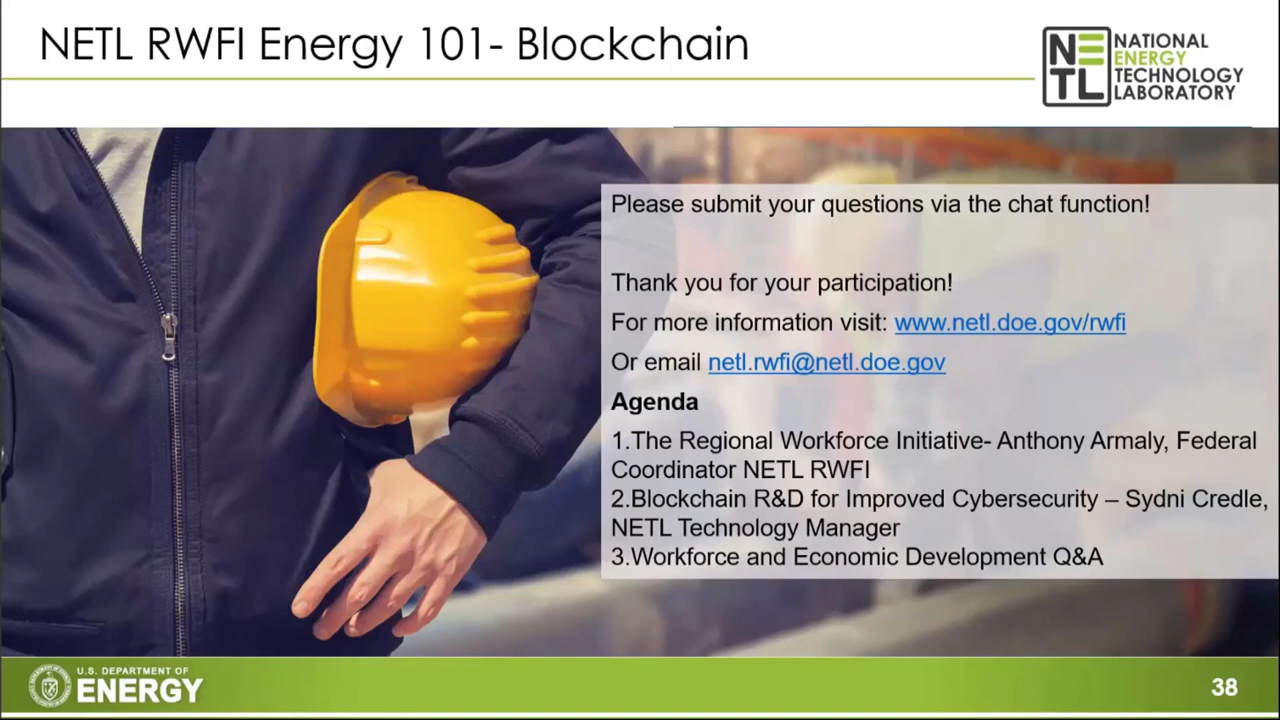 NETL RWFI Energy 101- Blockchain
NE
TL
NATIONAL
ENERGY
TECHNOLOGY
LABORATORY
Please submit your questions via the chat function!
Thank you for your participation!
For more information visit: www.netl.doe.gov/rwfi
Or email netl.rwfi@netl.doe.gov
Agenda
1.The Regional Workforce Initiative- Anthony Armaly, Federal
Coordinator NETL RWFI
2.Blockchain R&D for Improved Cybersecurity – Sydni Credle,
NETL Technology Manager
3.Workforce and Economic Development Q&A
U.S. DEPARTMENT OF
ENERGY
38